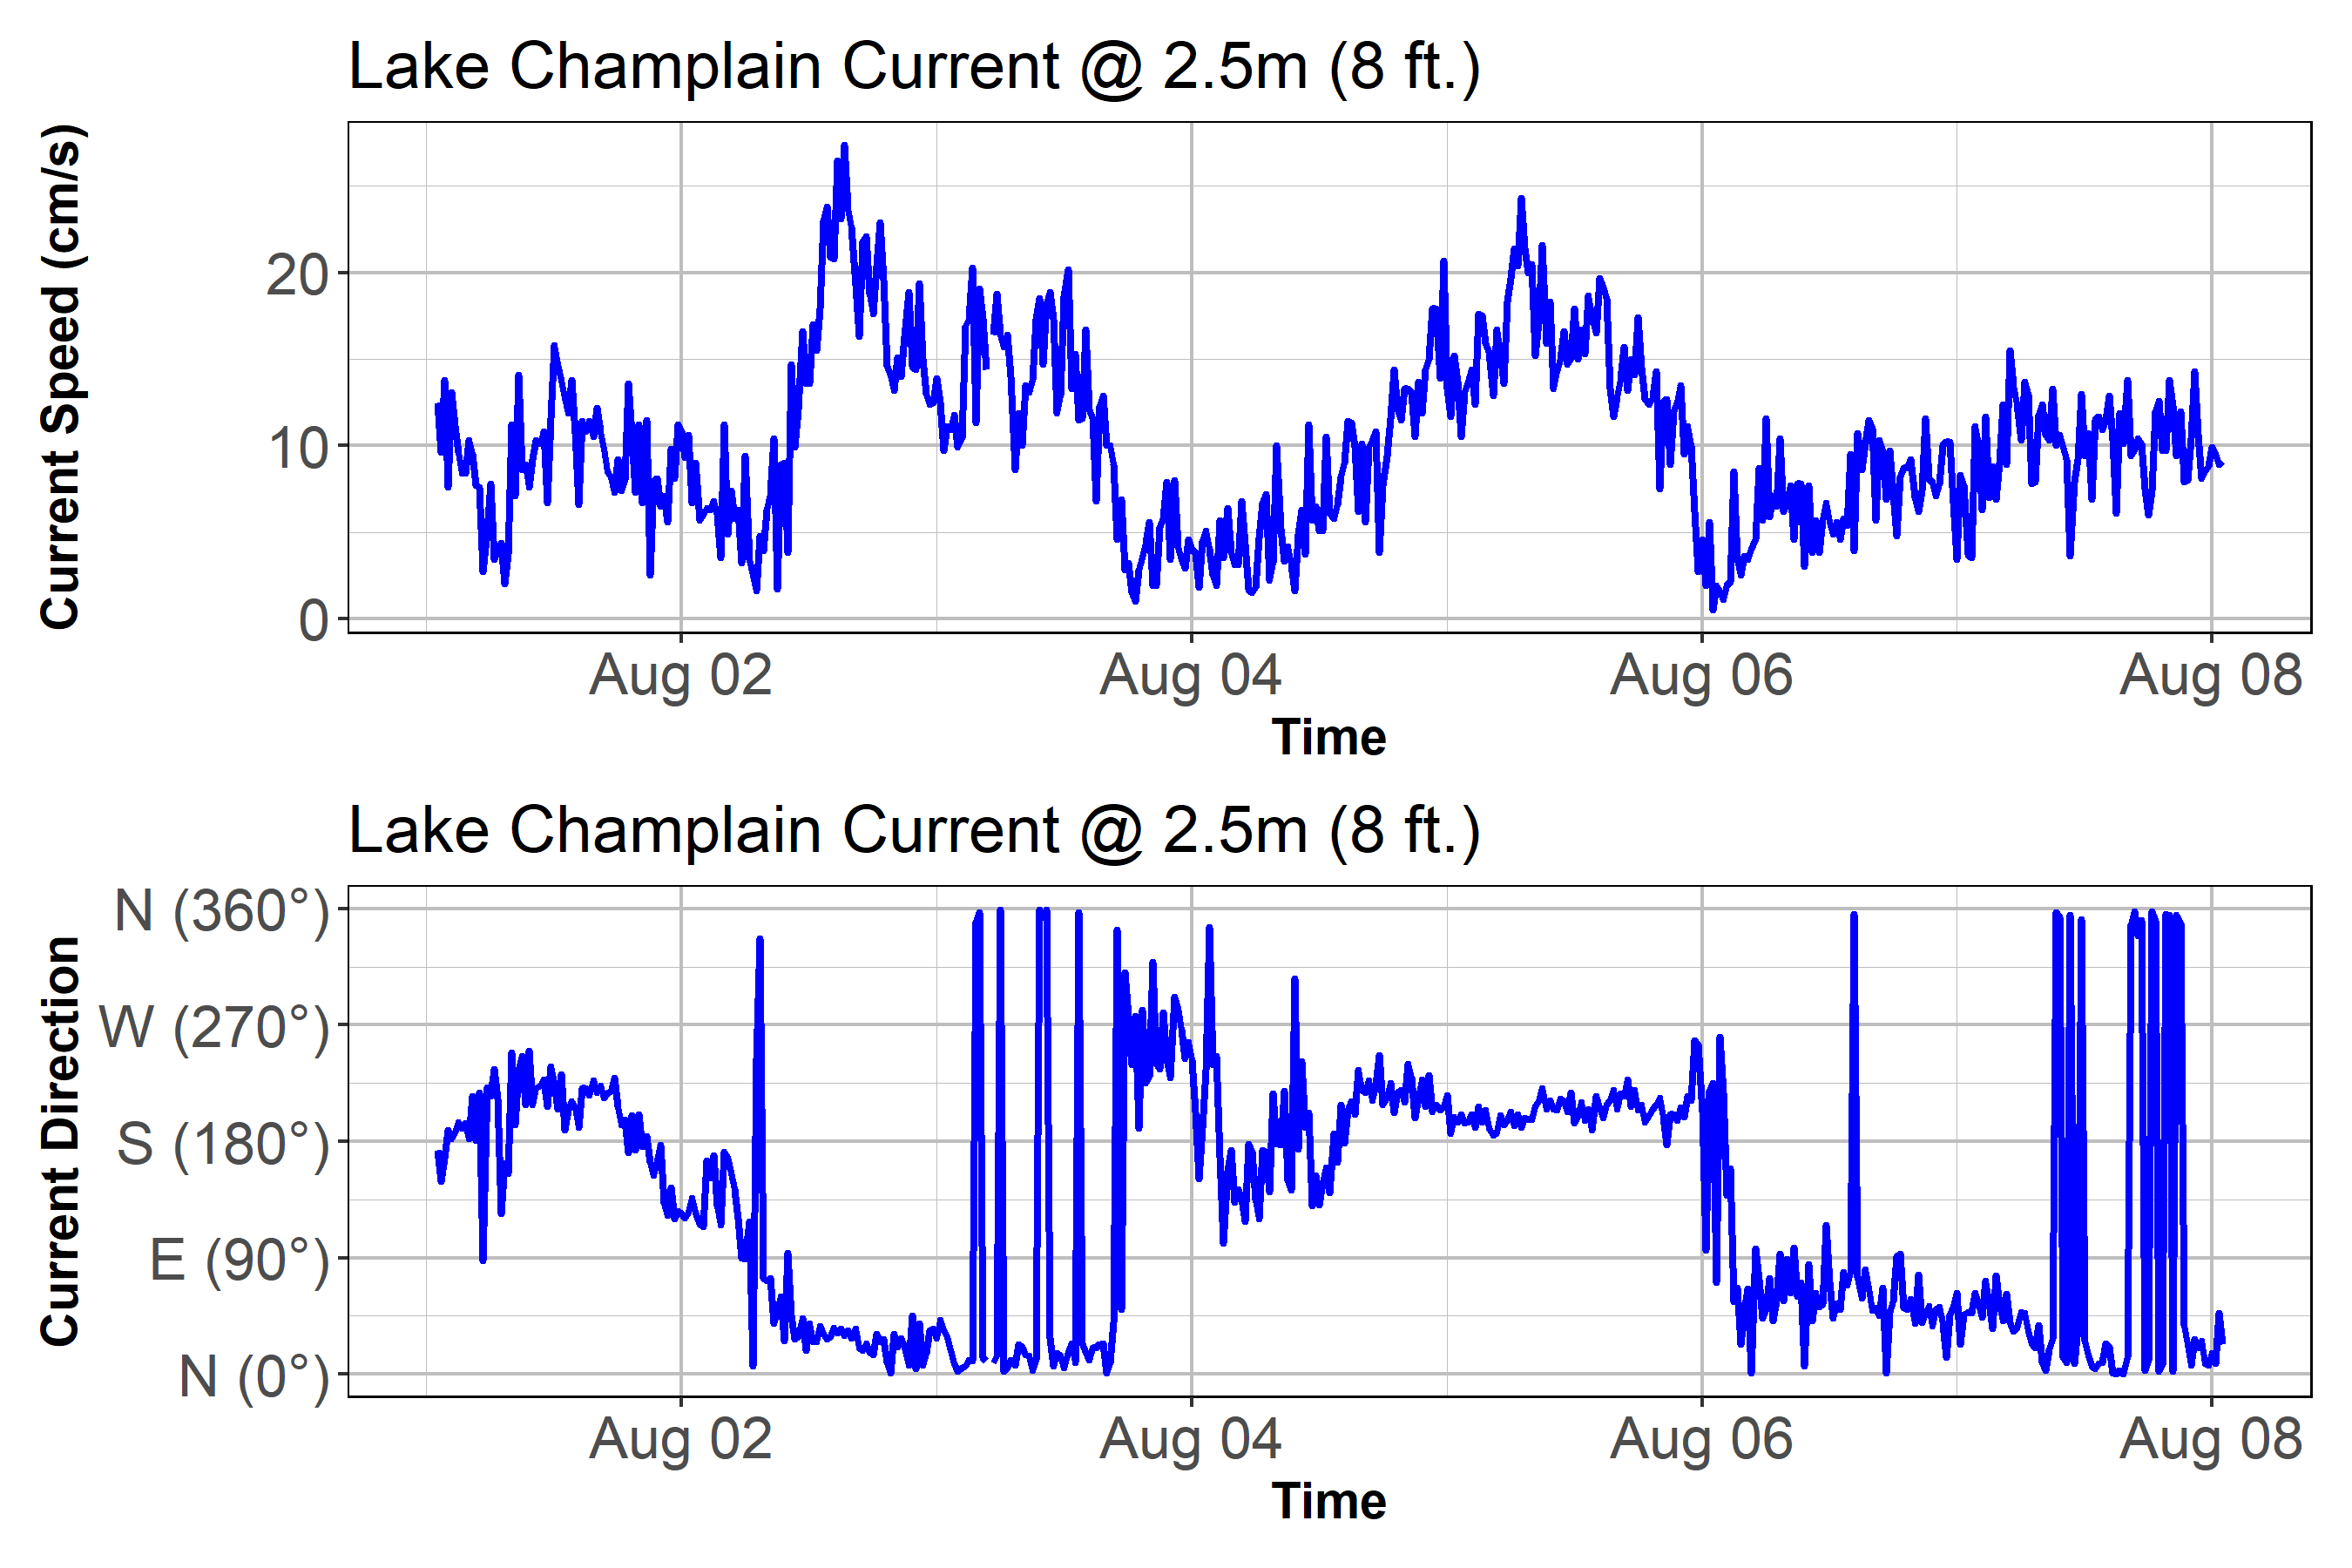 Lake Champlain Current @ 2.5m (8 ft.)
Current Speed (cm/s)
20
10
0
Aug 02 Aug 04 Aug 06 Aug 08
Time
Lake Champlain Current @ 2.5m (8 ft.)
Current Direction
N (360°)
W (270°)
S (180°)
E (90°)
N (0°)
Aug 02 Aug 04 Aug 06 Aug 08
Time